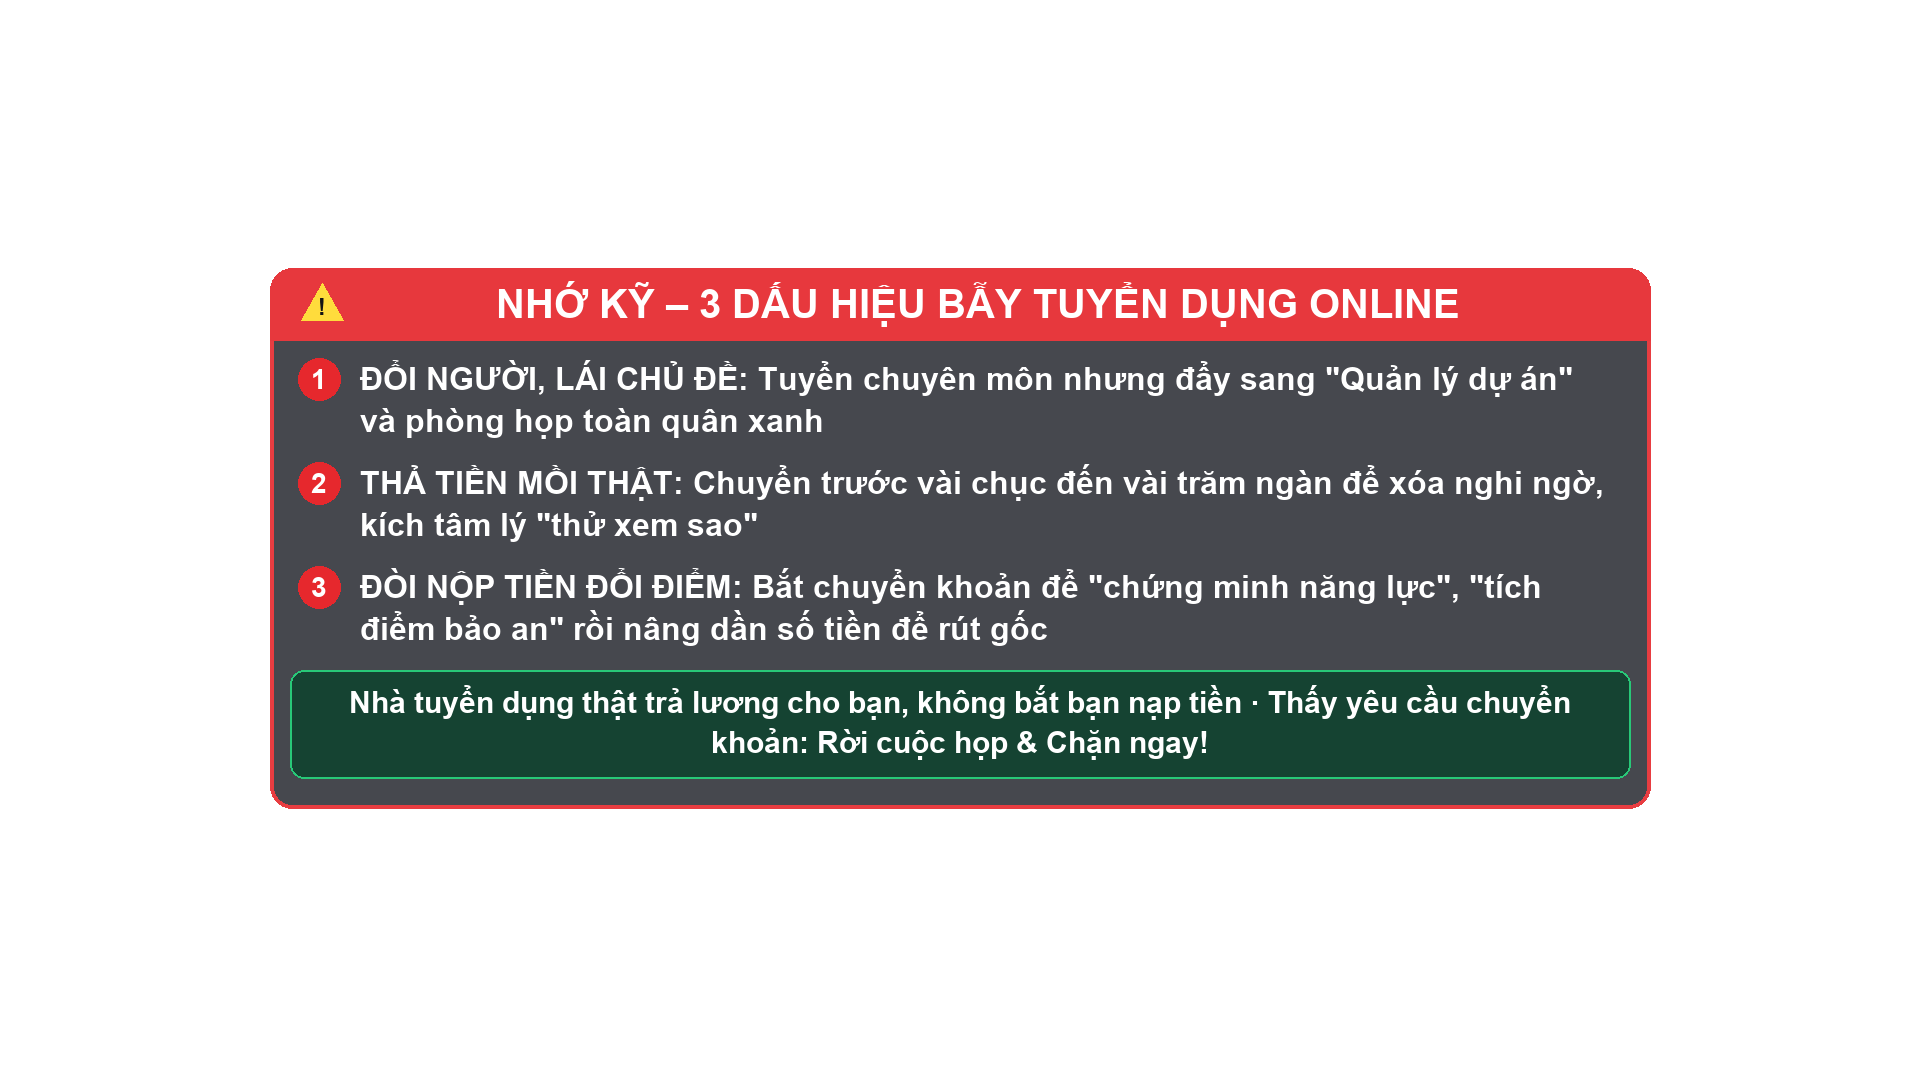 !
NHỚ KỸ – 3 DẤU HIỆU BẪY TUYỂN DỤNG ONLINE
1 ĐỔI NGƯỜI, LÁI CHỦ ĐỀ: Tuyển chuyên môn nhưng đẩy sang "Quản lý dự án"
và phòng họp toàn quân xanh
2 THẢ TIỀN MỒI THẬT: Chuyển trước vài chục đến vài trăm ngàn để xóa nghi ngờ,
kích tâm lý "thử xem sao"
3 ĐÒI NỘP TIỀN ĐỔI ĐIỂM: Bắt chuyển khoản để "chứng minh năng lực", "tích
điểm bảo an" rồi nâng dần số tiền để rút gốc
Nhà tuyển dụng thật trả lương cho bạn, không bắt bạn nạp tiền · Thấy yêu cầu chuyển
khoản: Rời cuộc họp & Chặn ngay!